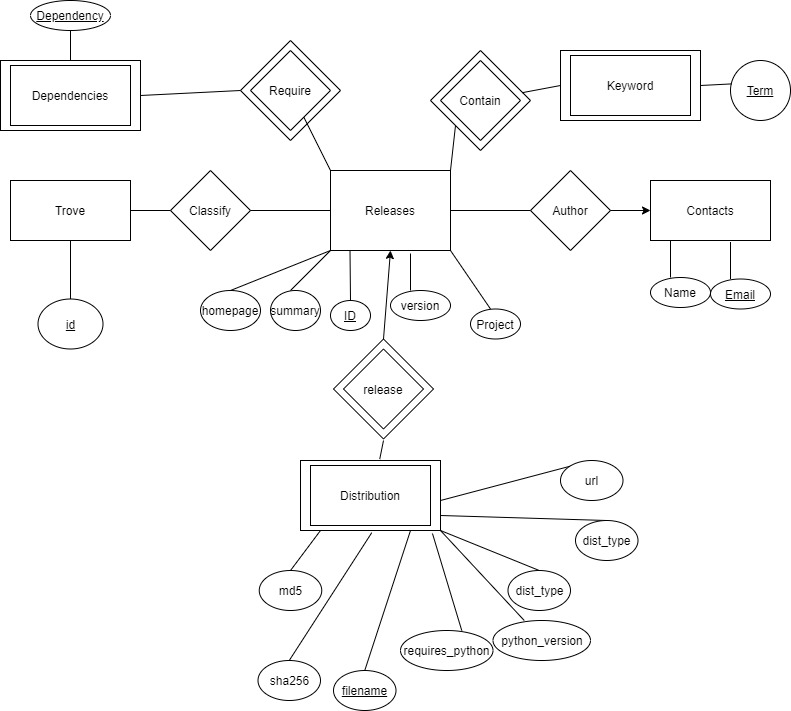 Dependency
Dependencies
Require
Contain
Keyword
Term
Trove
Classify
Releases
Author
Contacts
id
homepage
summary
ID
version
Project
Name
Email
release
Distribution
url
dist_type
md5
dist_type
python_version
requires_python
sha256
filename